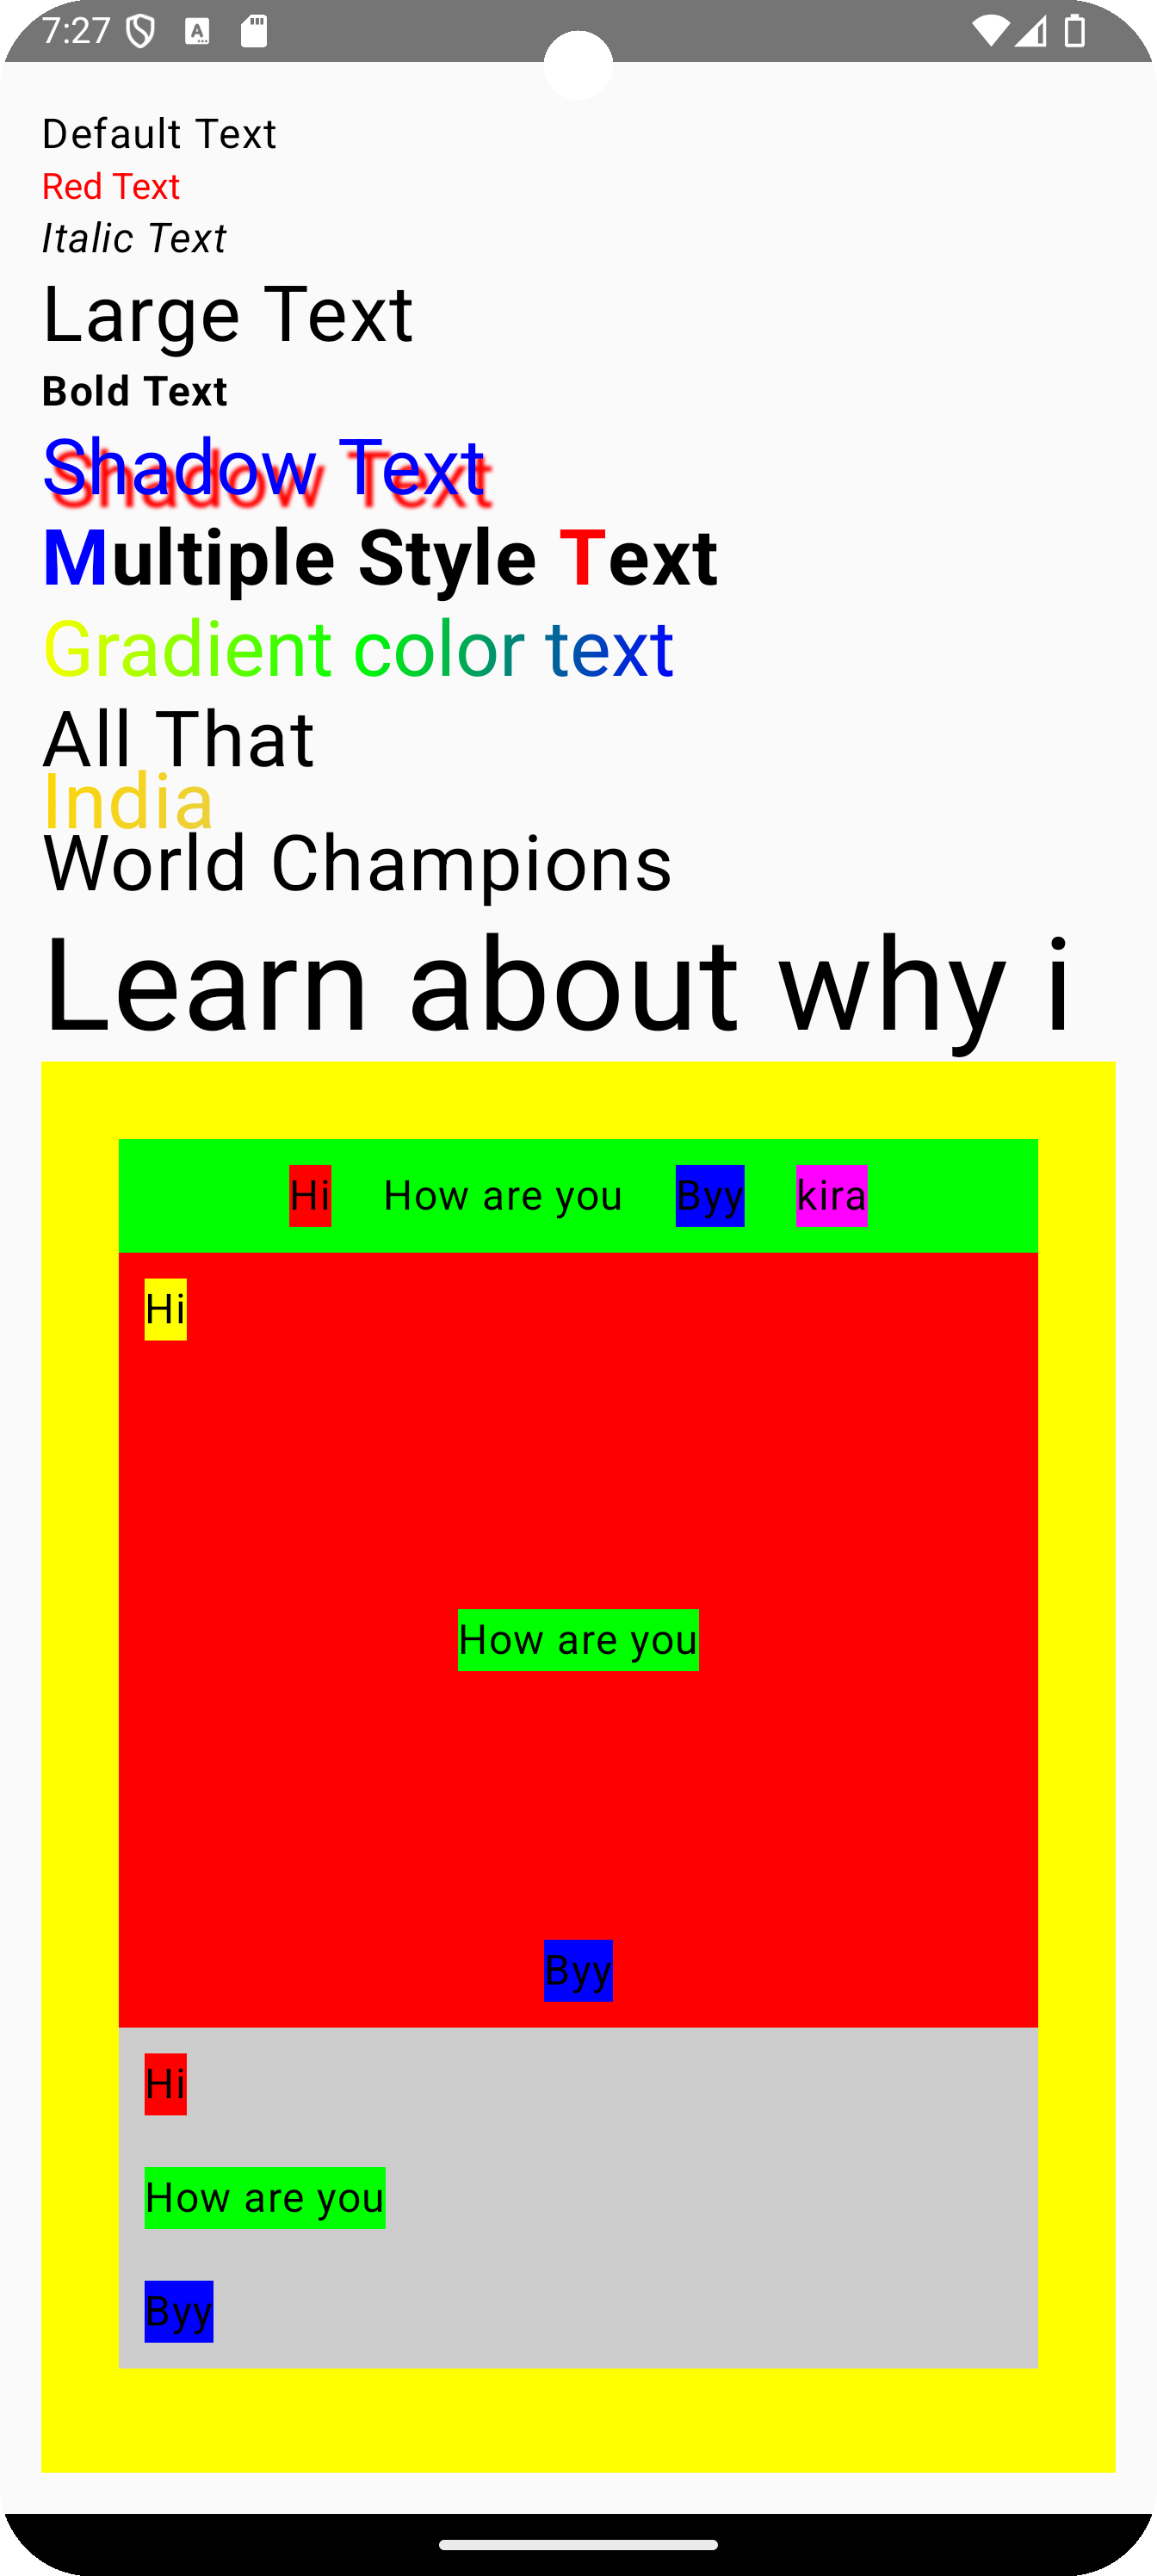 7:27
Default Text
Red Text
Italic Text
Large Text
Bold Text
Shadow Text
Multiple Style Text
Gradient color text
All That
India
World Champions
Learn about why i
Hi How are you Byy kira
Hi
How are you
Byy
Hi
How are you
Byy